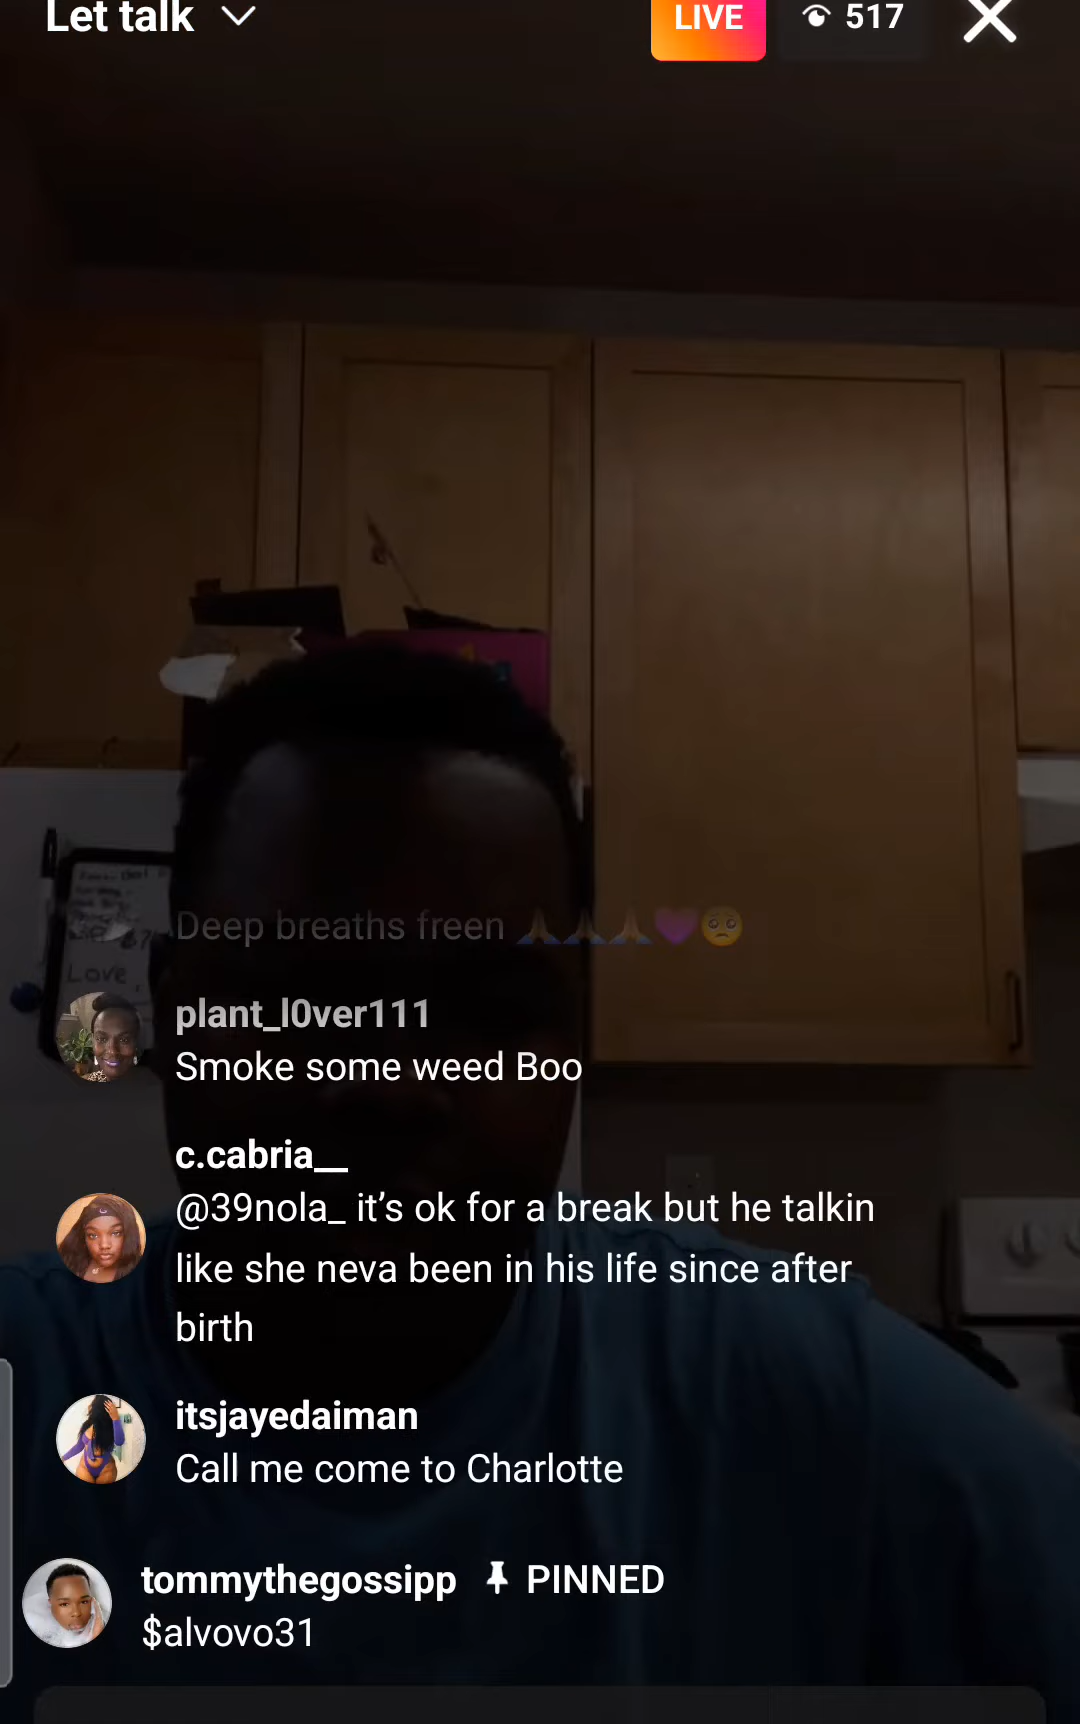 Let talk
LIVE
517
Deep breaths freen 🙏🏿🙏🏿🙏🏿💜🥺
Love,
plant_l0ver111
Smoke some weed Boo
c.cabria__
@39nola_ it’s ok for a break but he talkin
like she neva been in his life since after
birth
itsjayedaiman
Call me come to Charlotte
tommythegossipp PINNED
$alvovo31